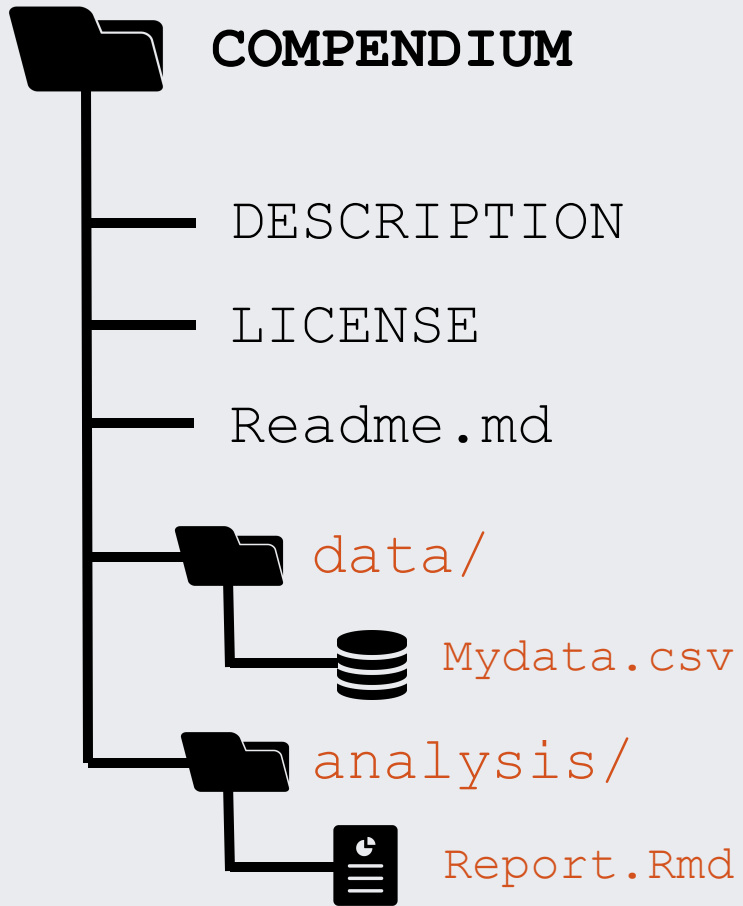 COMPENDIUM
DESCRIPTION
LICENSE
Readme.md
data/
Mydata.csv
analysis/
Report.Rmd